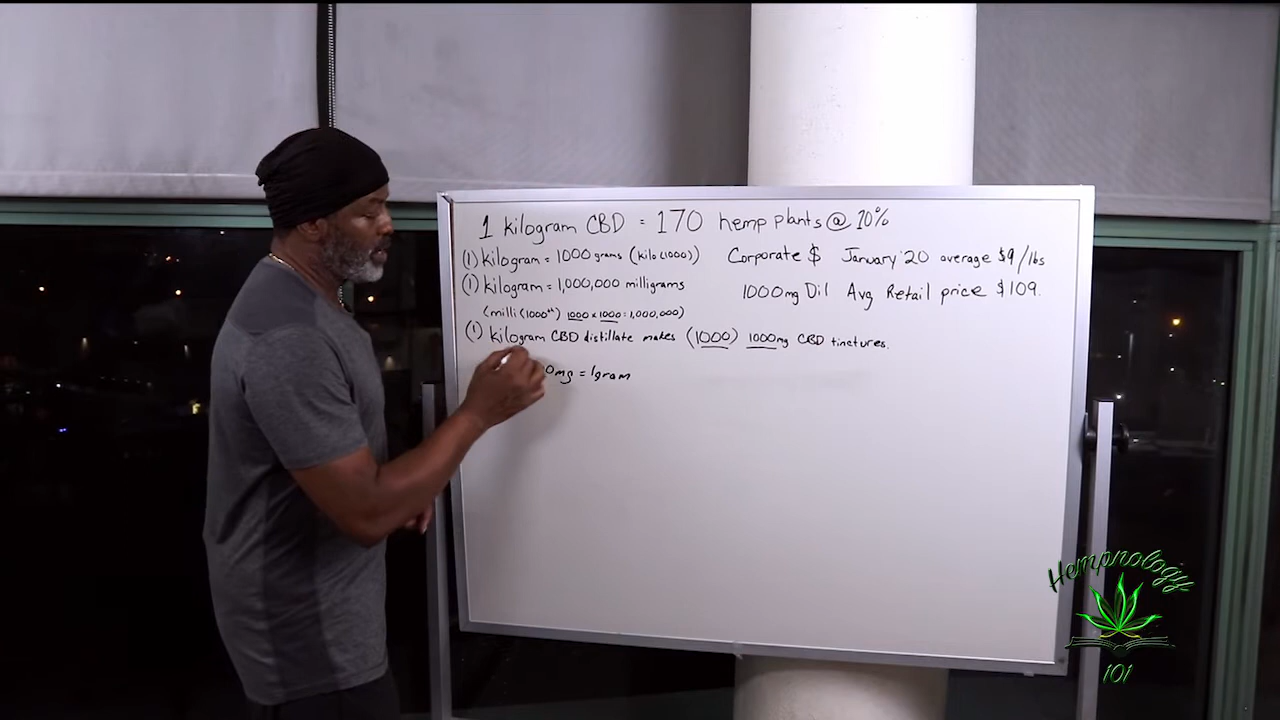 1 kilogram CBD = 170 hemp plants @ 10%
(1) kilogram = 1000 grams (kilo (1000))
(1) kilogram = 1,000,000 milligrams
(milli (1000th) 1000 x 1000 = 1,000,000)
(1) kilogram CBD distillate makes (1000) 1000mg CBD tinctures.
0mg = 1gram
Corporate $ January '20 average $9/lbs
1000mg Oil Avg Retail price $109.
Hempnology
101